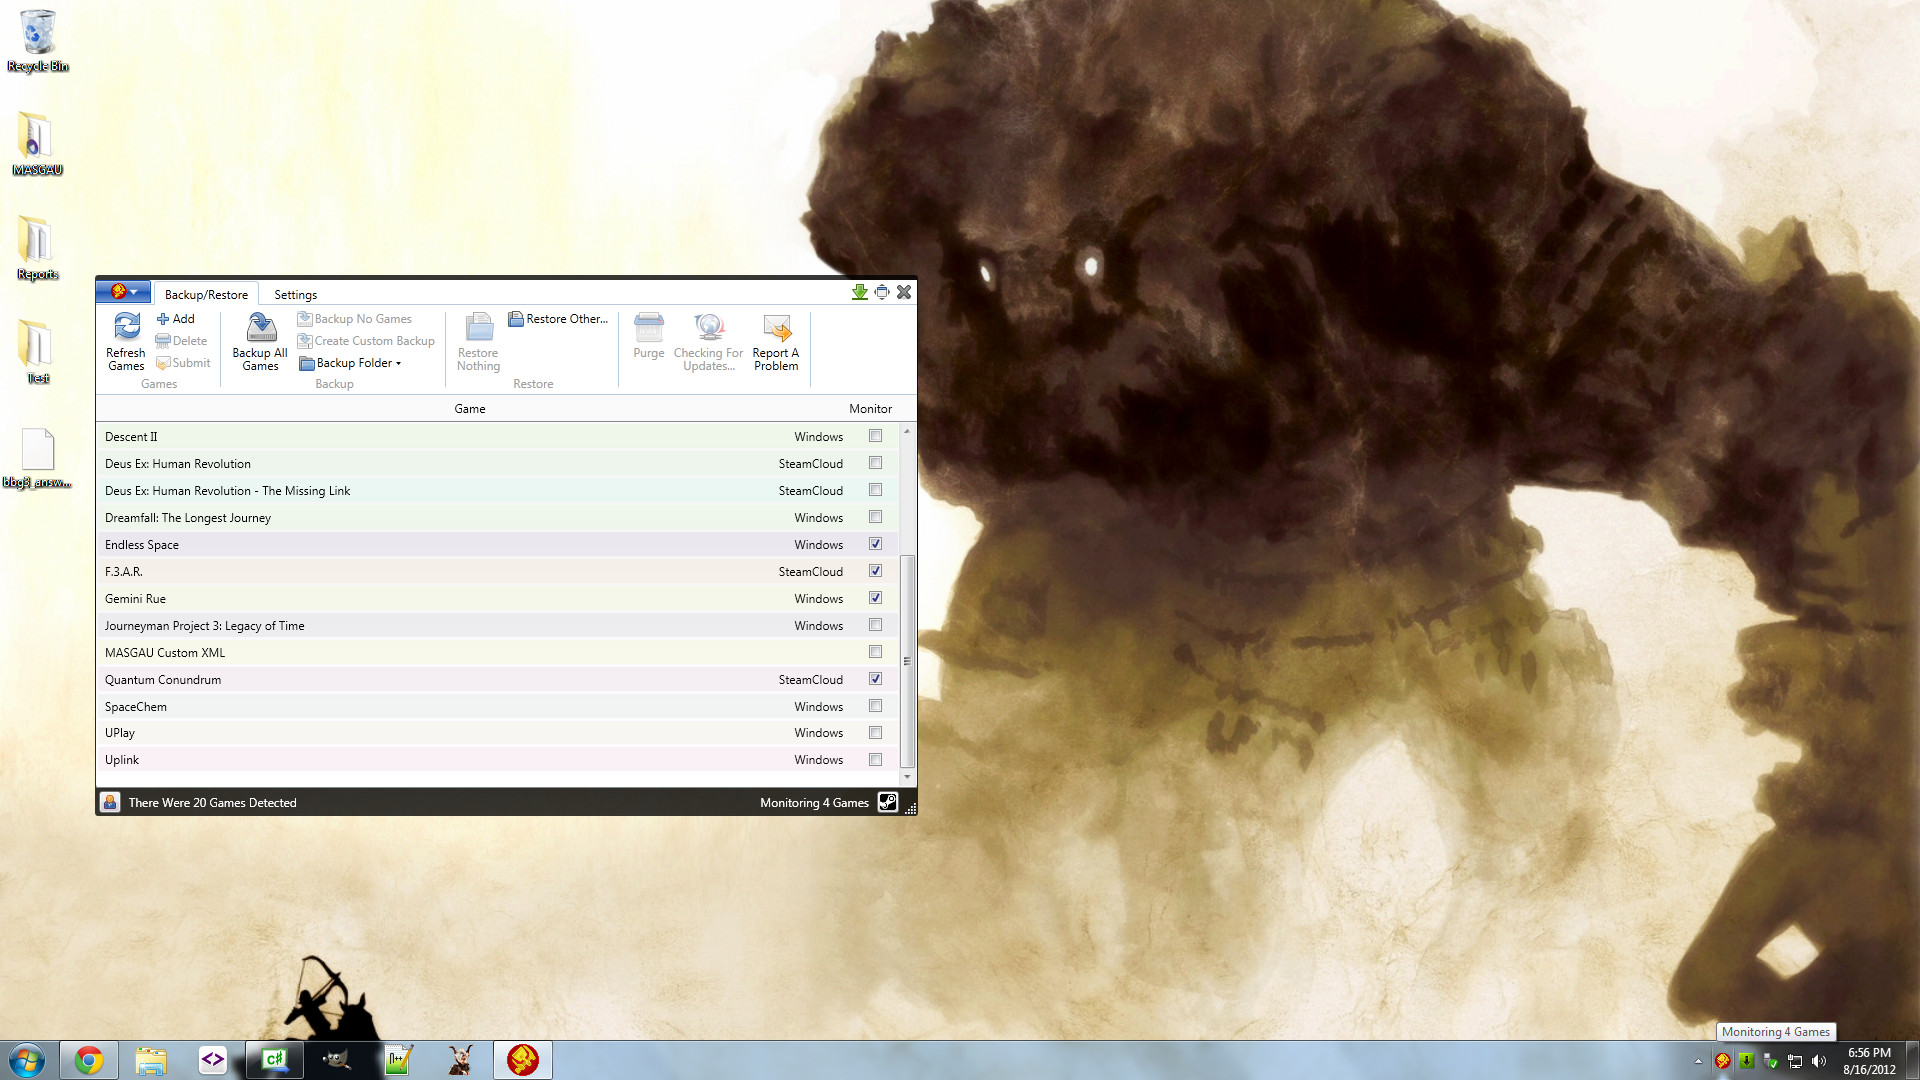 Recycle Bin
MASGAU
Reports
Test
bbg3_answ...
Backup/Restore
Settings
Refresh Games
Add
Delete
Submit
Games
Backup All Games
Backup No Games
Create Custom Backup
Backup Folder
Backup
Restore Nothing
Restore Other...
Restore
Purge
Checking For Updates...
Report A Problem
Game Monitor
Descent II Windows
Deus Ex: Human Revolution SteamCloud
Deus Ex: Human Revolution - The Missing Link SteamCloud
Dreamfall: The Longest Journey Windows
Endless Space Windows
F.3.A.R. SteamCloud
Gemini Rue Windows
Journeyman Project 3: Legacy of Time Windows
MASGAU Custom XML
Quantum Conundrum SteamCloud
SpaceChem Windows
UPlay Windows
Uplink Windows
There Were 20 Games Detected
Monitoring 4 Games
Monitoring 4 Games
C#
6:56 PM
8/16/2012